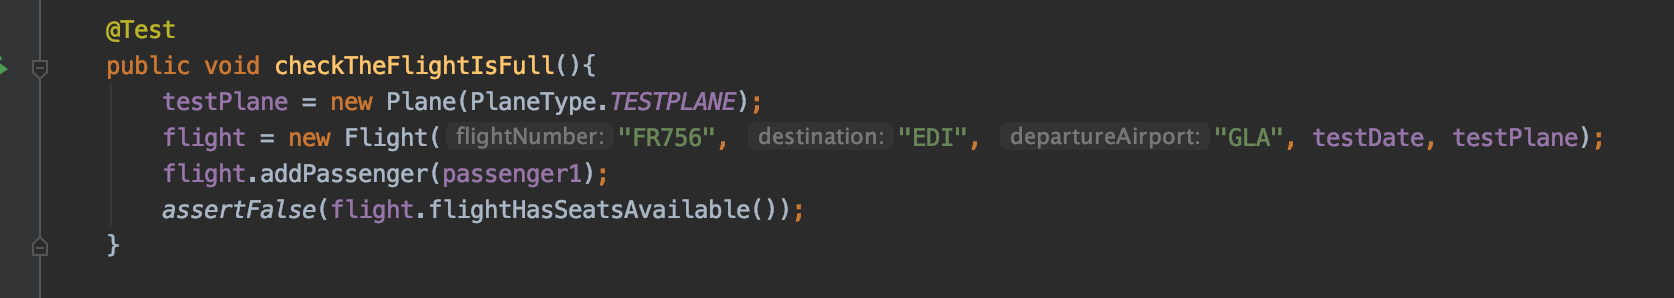 @Test
public void checkTheFlightIsFull(){
testPlane = new Plane(PlaneType.TESTPLANE);
flight = new Flight( flightNumber: "FR756", destination: "EDI", departureAirport: "GLA", testDate, testPlane);
flight.addPassenger(passenger1);
assertFalse(flight.flightHasSeatsAvailable());
}